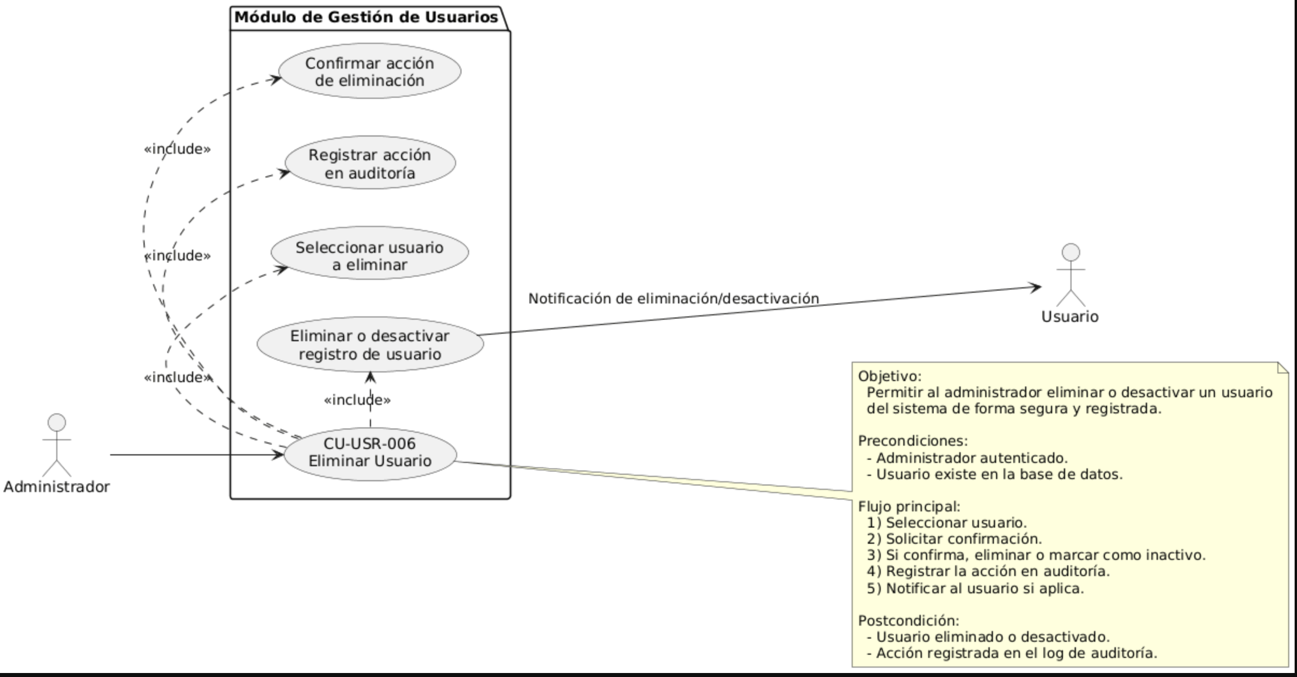 Módulo de Gestión de Usuarios
Confirmar acción
de eliminación
«include»
Registrar acción
en auditoría
«include»
Seleccionar usuario
a eliminar
Notificación de eliminación/desactivación
Usuario
Eliminar o desactivar
registro de usuario
«include»
«include»
CU-USR-006
Eliminar Usuario
Administrador
Objetivo:
Permitir al administrador eliminar o desactivar un usuario
del sistema de forma segura y registrada.
Precondiciones:
- Administrador autenticado.
- Usuario existe en la base de datos.
Flujo principal:
1) Seleccionar usuario.
2) Solicitar confirmación.
3) Si confirma, eliminar o marcar como inactivo.
4) Registrar la acción en auditoría.
5) Notificar al usuario si aplica.
Postcondición:
- Usuario eliminado o desactivado.
- Acción registrada en el log de auditoría.